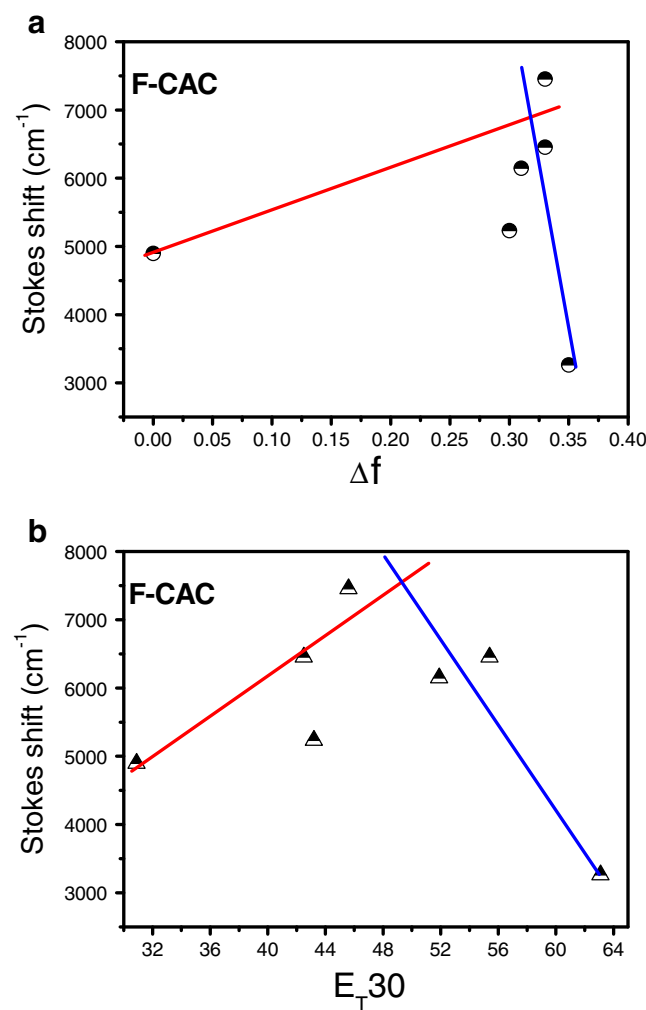 a
8000
7000
6000
5000
4000
3000
Stokes shift (cm⁻¹)
F-CAC
0.00 0.05 0.10 0.15 0.20 0.25 0.30 0.35 0.40
Δf
b
8000
7000
6000
5000
4000
3000
Stokes shift (cm⁻¹)
F-CAC
32 36 40 44 48 52 56 60 64
E_T30